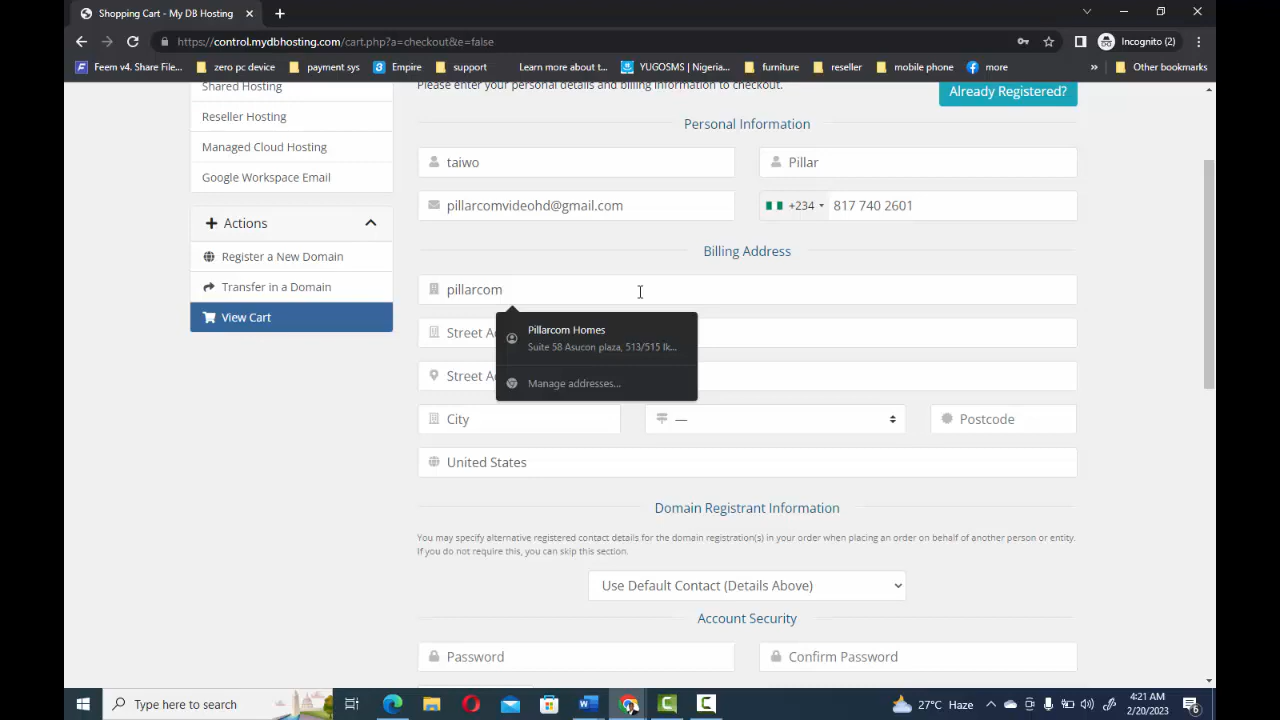 Shopping Cart - My DB Hosting
https://control.mydbhosting.com/cart.php?a=checkout&e=false
Incognito (2)
Feem v4. Share File...
zero pc device
payment sys
Empire
support
Learn more about t...
YUGOSMS | Nigeria...
furniture
reseller
mobile phone
more
»
Other bookmarks
Shared Hosting
Reseller Hosting
Managed Cloud Hosting
Google Workspace Email
Actions
Register a New Domain
Transfer in a Domain
View Cart
Please enter your personal details and billing information to checkout.
Already Registered?
Personal Information
taiwo
Pillar
pillarcomvideohd@gmail.com
+234
817 740 2601
Billing Address
pillarcom
Pillarcom Homes
Suite 58 Asucon plaza, 513/515 Ik...
Manage addresses...
Street A
Street A
City
—
Postcode
United States
Domain Registrant Information
You may specify alternative registered contact details for the domain registration(s) in your order when placing an order on behalf of another person or entity.
If you do not require this, you can skip this section.
Use Default Contact (Details Above)
Account Security
Password
Confirm Password
Type here to search
27°C Haze
4:21 AM
2/20/2023